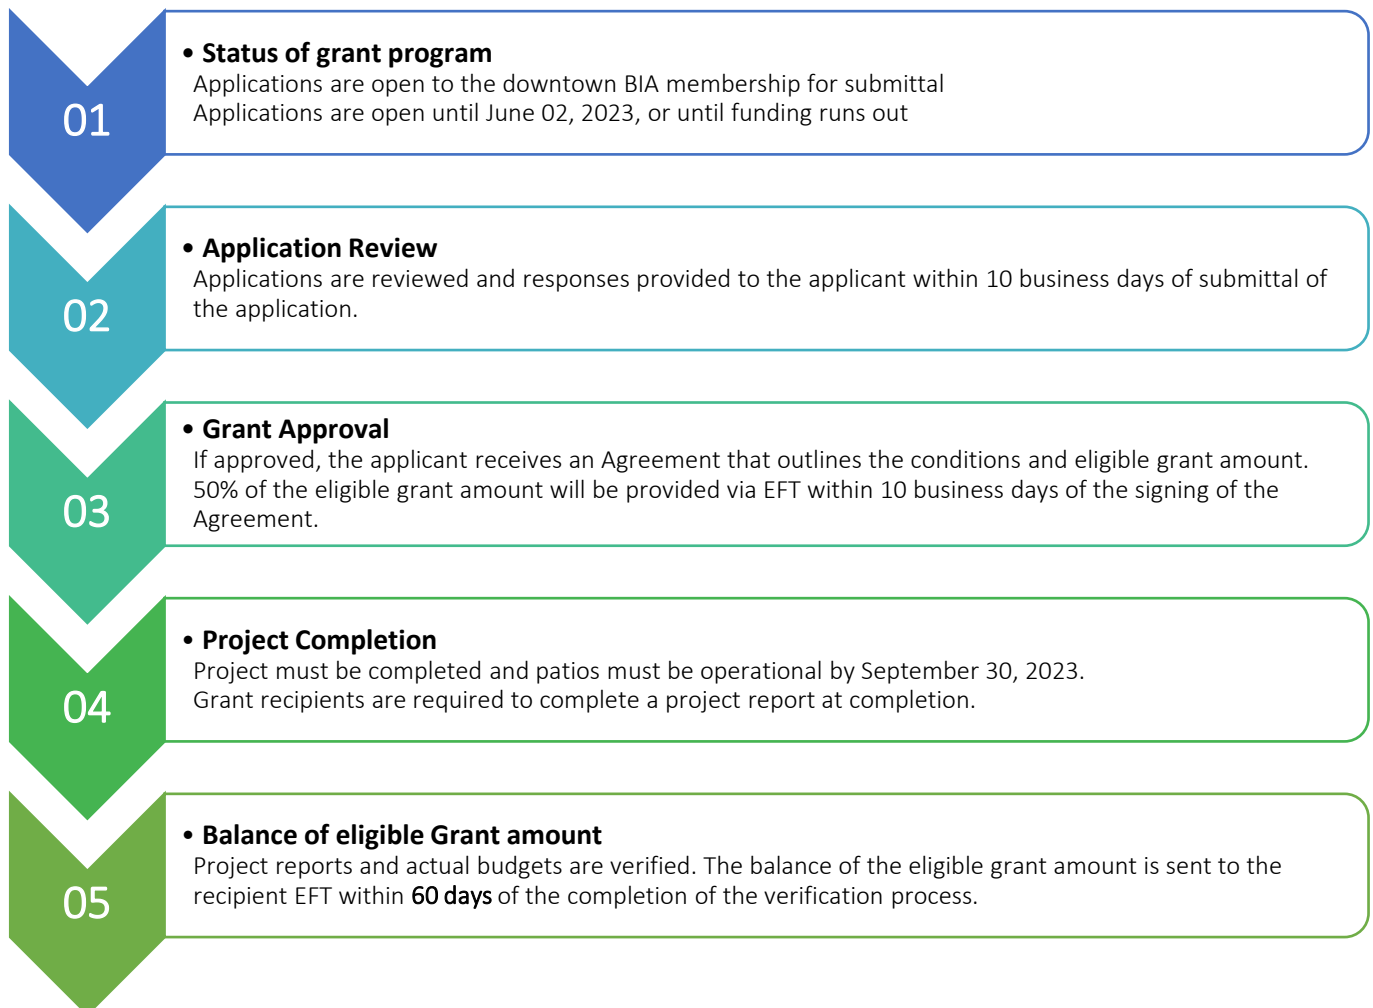 01
• Status of grant program
Applications are open to the downtown BIA membership for submittal
Applications are open until June 02, 2023, or until funding runs out
02
• Application Review
Applications are reviewed and responses provided to the applicant within 10 business days of submittal of
the application.
03
• Grant Approval
If approved, the applicant receives an Agreement that outlines the conditions and eligible grant amount.
50% of the eligible grant amount will be provided via EFT within 10 business days of the signing of the
Agreement.
04
• Project Completion
Project must be completed and patios must be operational by September 30, 2023.
Grant recipients are required to complete a project report at completion.
05
• Balance of eligible Grant amount
Project reports and actual budgets are verified. The balance of the eligible grant amount is sent to the
recipient EFT within 60 days of the completion of the verification process.